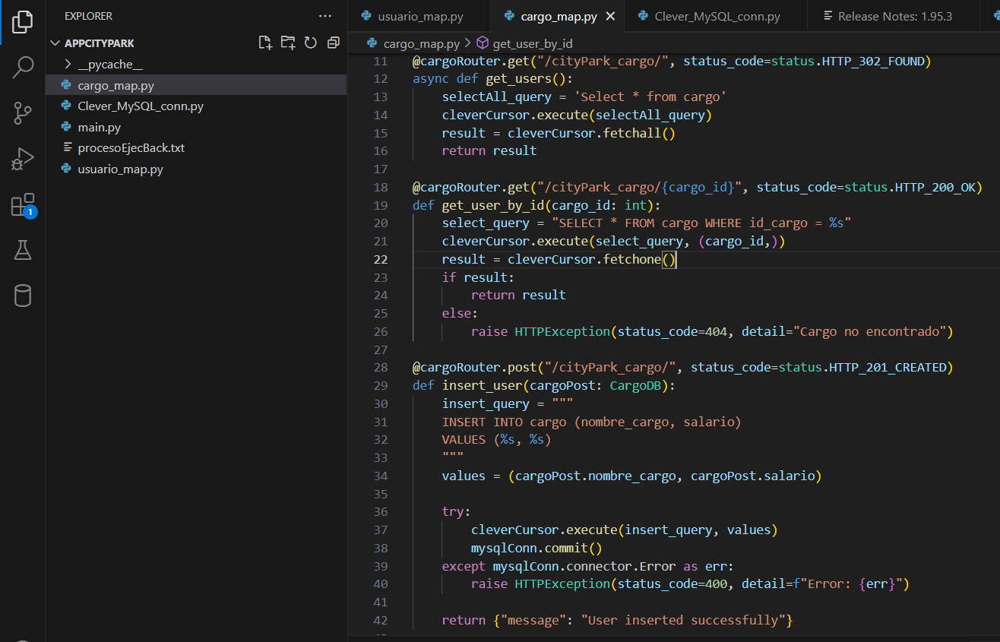 EXPLORER
APPCITYPARK
__pycache__
cargo_map.py
Clever_MySQL_conn.py
main.py
procesoEjecBack.txt
usuario_map.py
1
usuario_map.py
cargo_map.py
Clever_MySQL_conn.py
Release Notes: 1.95.3
cargo_map.py > get_user_by_id
11 @cargoRouter.get("/cityPark_cargo/", status_code=status.HTTP_302_FOUND)
12 async def get_users():
13     selectAll_query = 'Select * from cargo'
14     cleverCursor.execute(selectAll_query)
15     result = cleverCursor.fetchall()
16     return result
17
18 @cargoRouter.get("/cityPark_cargo/{cargo_id}", status_code=status.HTTP_200_OK)
19 def get_user_by_id(cargo_id: int):
20     select_query = "SELECT * FROM cargo WHERE id_cargo = %s"
21     cleverCursor.execute(select_query, (cargo_id,))
22     result = cleverCursor.fetchone()
23     if result:
24         return result
25     else:
26         raise HTTPException(status_code=404, detail="Cargo no encontrado")
27
28 @cargoRouter.post("/cityPark_cargo/", status_code=status.HTTP_201_CREATED)
29 def insert_user(cargoPost: CargoDB):
30     insert_query = """
31     INSERT INTO cargo (nombre_cargo, salario)
32     VALUES (%s, %s)
33     """
34     values = (cargoPost.nombre_cargo, cargoPost.salario)
35
36     try:
37         cleverCursor.execute(insert_query, values)
38         mysqlConn.commit()
39     except mysqlConn.connector.Error as err:
40         raise HTTPException(status_code=400, detail=f"Error: {err}")
41
42     return {"message": "User inserted successfully"}